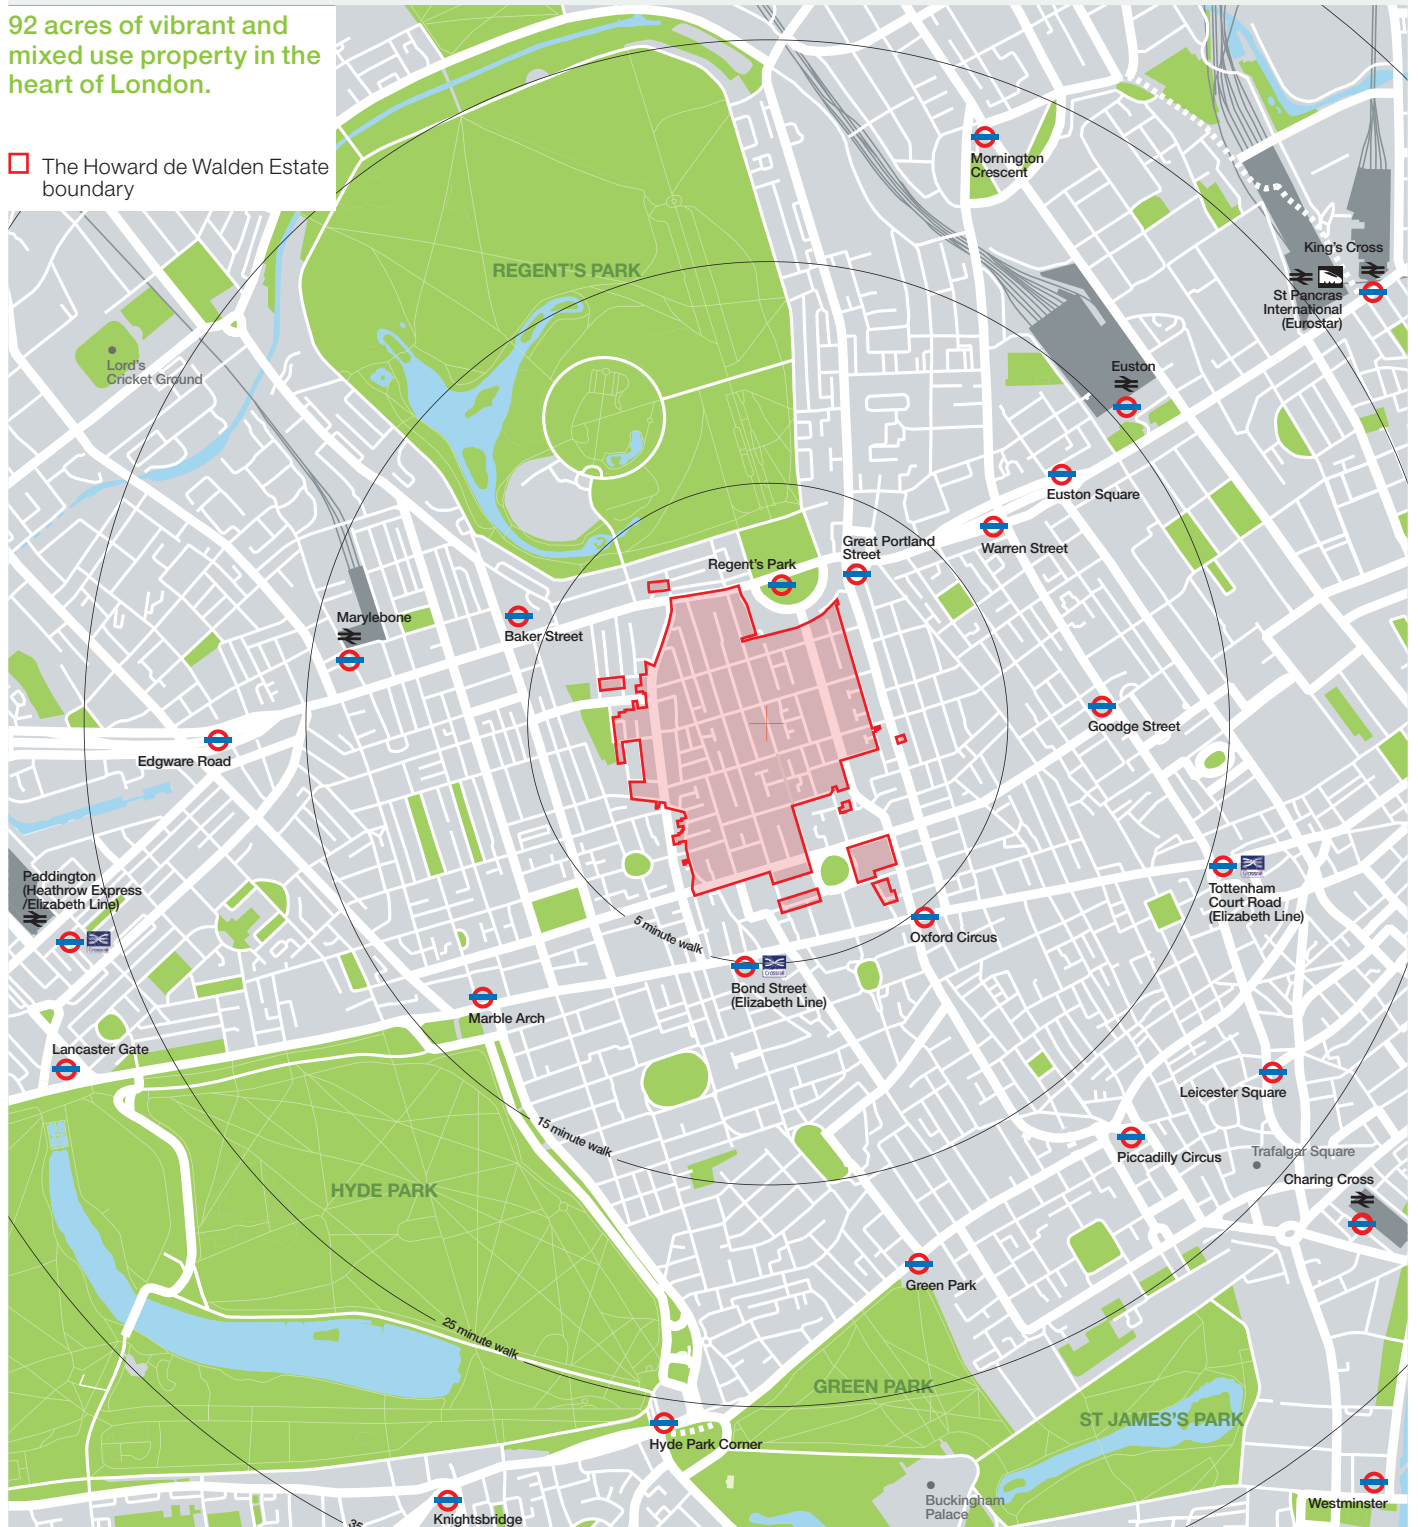 92 acres of vibrant and
mixed use property in the
heart of London.
The Howard de Walden Estate
boundary
Mornington
Crescent
King's Cross
REGENT'S PARK
St Pancras
International
(Eurostar)
Lord's
Cricket Ground
Euston
Euston Square
Great Portland
Street
Warren Street
Regent's Park
Marylebone
Baker Street
Goodge Street
Edgware Road
Paddington
(Heathrow Express
/Elizabeth Line)
Crossrail
Crossrail
Tottenham
Court Road
(Elizabeth Line)
5 minute walk
Oxford Circus
Crossrail
Bond Street
(Elizabeth Line)
Marble Arch
Lancaster Gate
Leicester Square
15 minute walk
Piccadilly Circus
Trafalgar Square
Charing Cross
HYDE PARK
Green Park
25 minute walk
GREEN PARK
ST JAMES'S PARK
Hyde Park Corner
Buckingham
Palace
Westminster
Knightsbridge
35